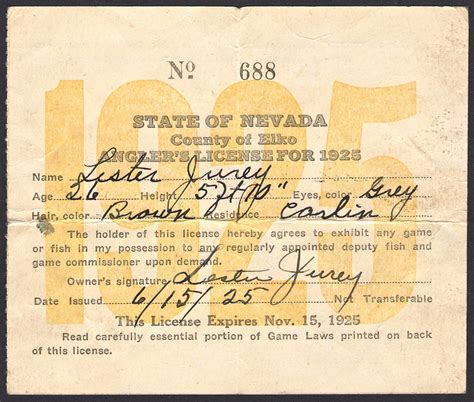 No 688
1925
STATE OF NEVADA
County of Elko
ANGLER'S LICENSE FOR 1925
Name Lester Jurey
Age 26 Height 5 ft 10" Eyes, color Grey
Hair, color Brown Residence Carlin
The holder of this license hereby agrees to exhibit any game
or fish in my possession to any regularly appointed deputy fish and
game commissioner upon demand.
Owner's signature Lester Jurey
Date Issued 6/15/25 Not Transferable
This License Expires Nov. 15, 1925
Read carefully essential portion of Game Laws printed on back
of this license.